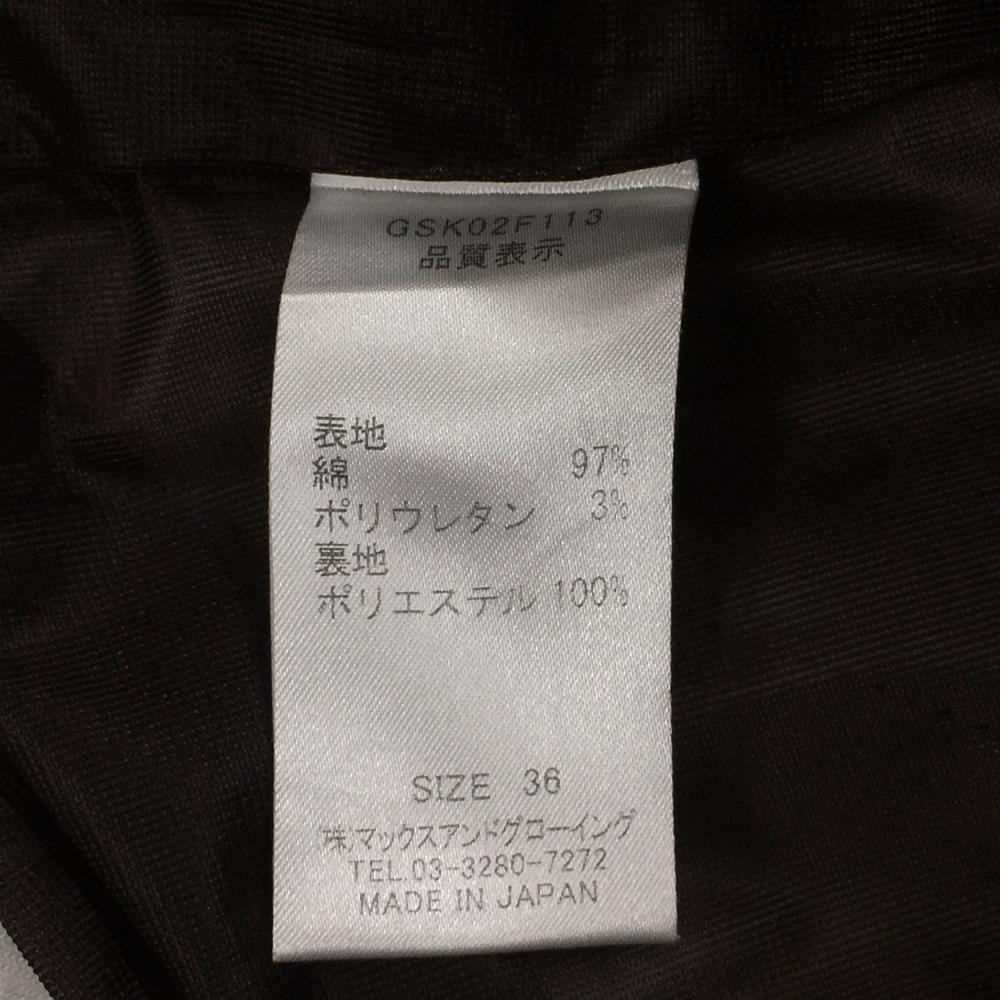 GSK02F113
品質表示
表地
綿 97%
ポリウレタン 3%
裏地
ポリエステル 100%
SIZE 36
株)マックスアンドグローイング
TEL.03-3280-7272
MADE IN JAPAN